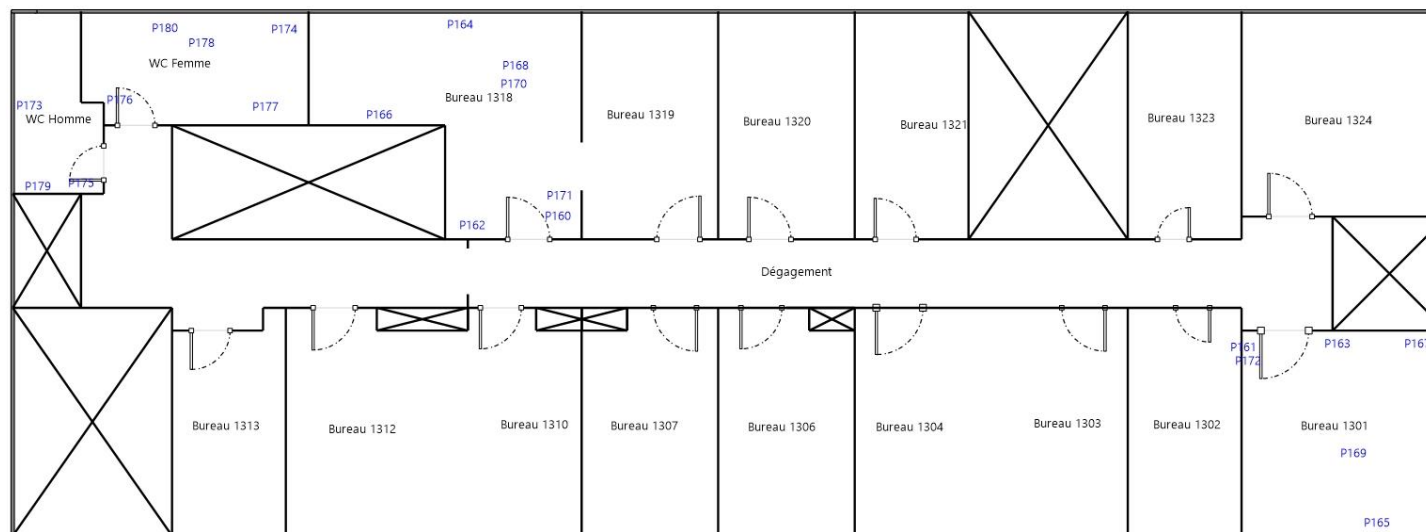 P180
P174
P164
P178
WC Femme
P168
P170
P173
P176
P177
Bureau 1318
P166
WC Homme
Bureau 1319
Bureau 1320
Bureau 1321
Bureau 1323
Bureau 1324
P179
P175
P171
P160
P162
Dégagement
P161
P172
P163
P167
Bureau 1313
Bureau 1312
Bureau 1310
Bureau 1307
Bureau 1306
Bureau 1304
Bureau 1303
Bureau 1302
Bureau 1301
P169
P165